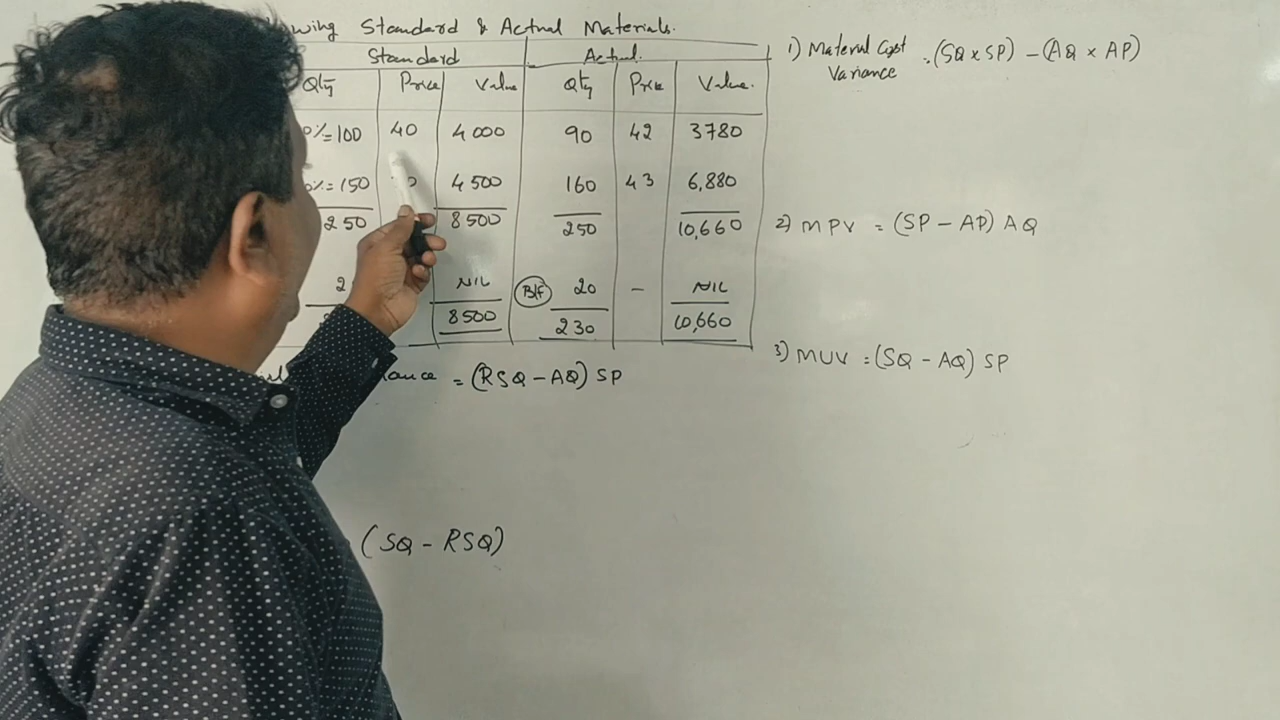 Standard & Actual Materials.
Standard Actual.
Qty Price Value Qty Price Value.
0%=100 40 4000 90 42 3780
0%=150 4500 160 43 6,880
250 8500 250 10,660
2 NIL B/F 20 - NIL
8500 230 10,660
= (RSQ - AQ) SP
(SQ - RSQ)
1) Material Cost Variance = (SQ x SP) - (AQ x AP)
2) MPV = (SP - AP) AQ
3) MUV = (SQ - AQ) SP